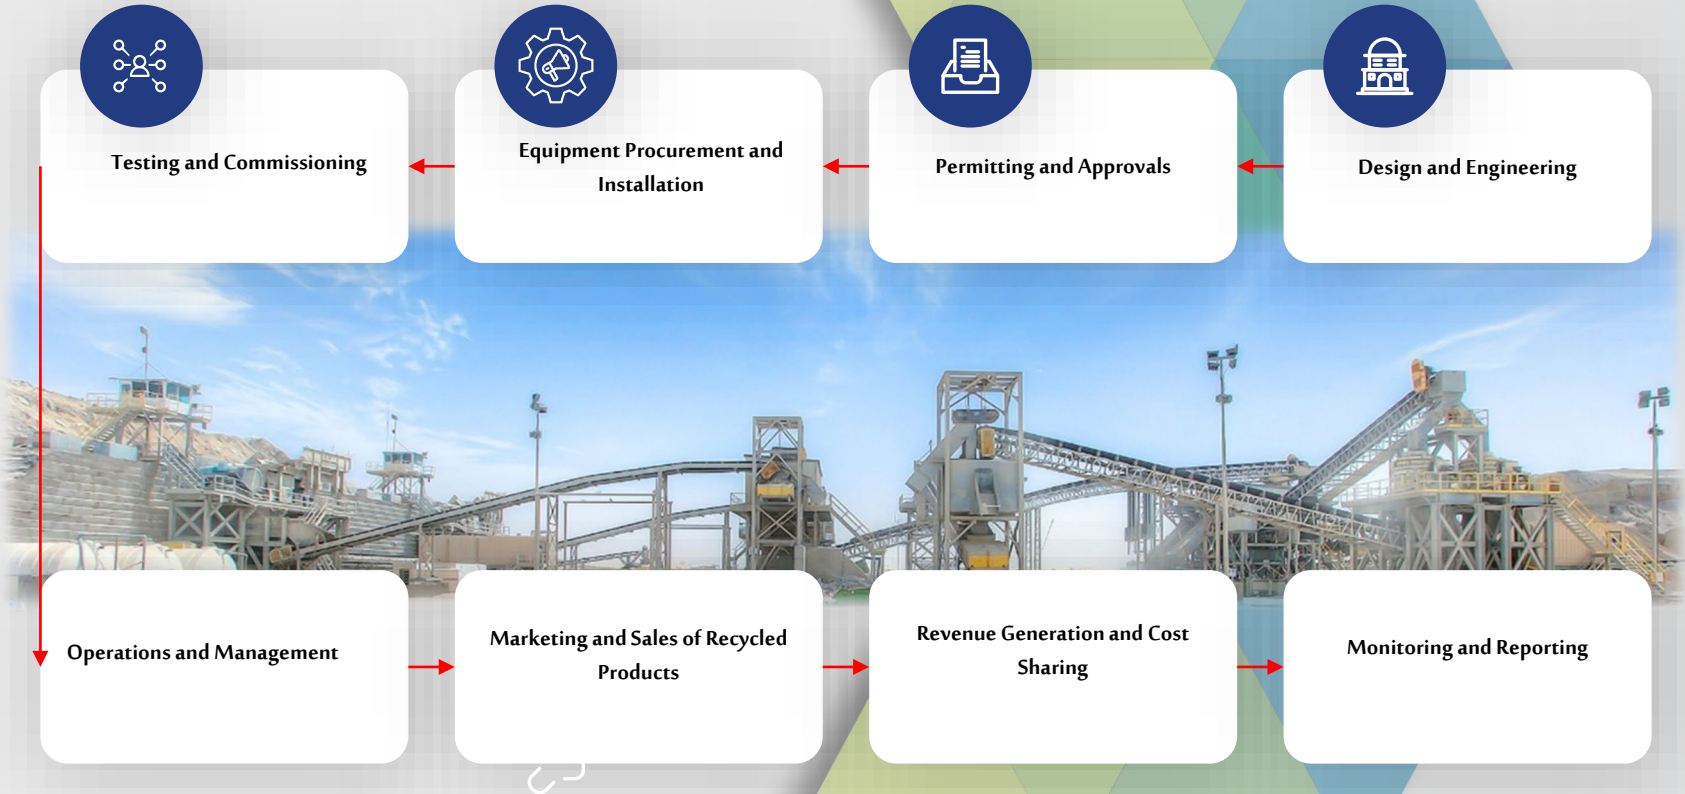 Testing and Commissioning
Equipment Procurement and
Installation
Permitting and Approvals
Design and Engineering
Operations and Management
Marketing and Sales of Recycled
Products
Revenue Generation and Cost
Sharing
Monitoring and Reporting